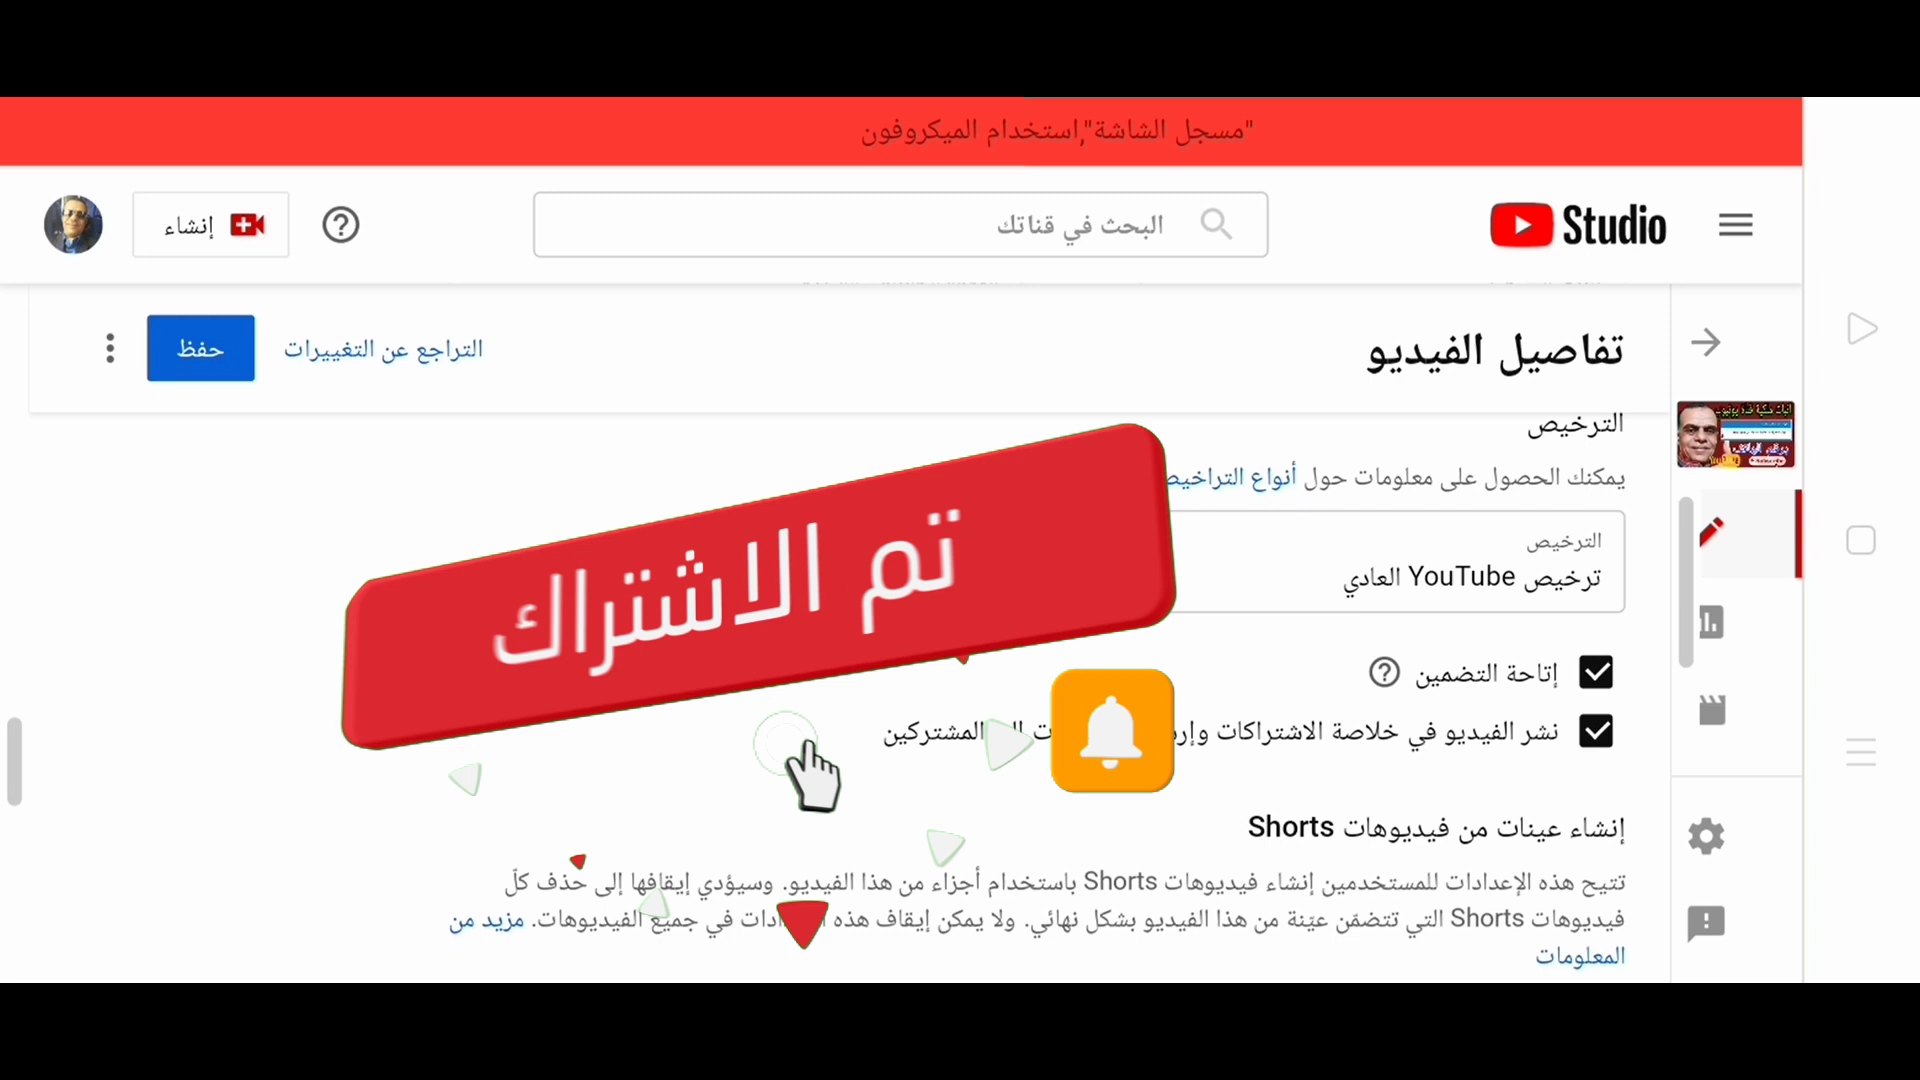 "مسجل الشاشة",استخدام الميكروفون
Studio
البحث في قناتك
إنشاء
تفاصيل الفيديو
التراجع عن التغييرات
حفظ
الترخيص
يمكنك الحصول على معلومات حول أنواع التراخيص
الترخيص
ترخيص YouTube العادي
تم الاشتراك
إتاحة التضمين
نشر الفيديو في خلاصة الاشتراكات المشتركين
إنشاء عينات من فيديوهات Shorts
تتيح هذه الإعدادات للمستخدمين إنشاء فيديوهات Shorts باستخدام أجزاء من هذا الفيديو. وسيؤدي إيقافها إلى حذف كلّ
فيديوهات Shorts التي تتضمّن عيّنة من هذا الفيديو بشكل نهائي. ولا يمكن إيقاف هذه في جميع الفيديوهات. مزيد من
المعلومات